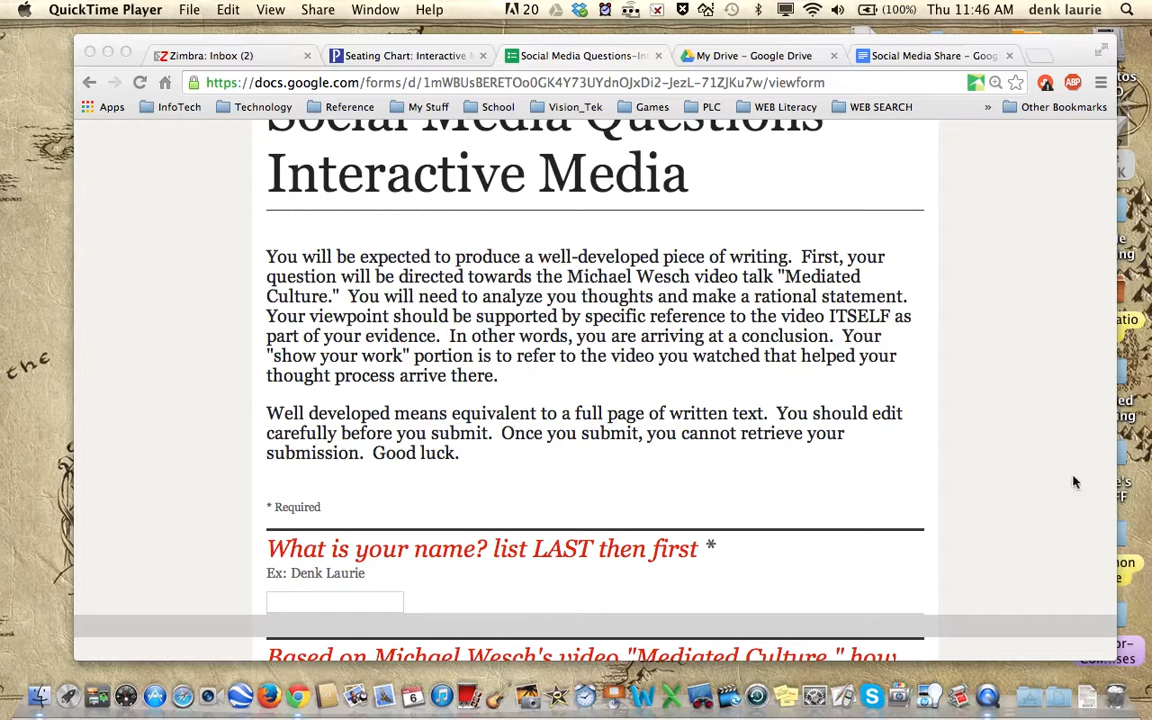 QuickTime Player File Edit View Share Window Help 20 (100%) Thu 11:46 AM denk laurie
Zimbra: Inbox (2) Seating Chart: Interactive Social Media Questions-In My Drive – Google Drive Social Media Share – Goog
https://docs.google.com/forms/d/1mWBUsBERETOo0GK4Y73UYdnOJxDi2-JezL-71ZJKu7w/viewform
Apps InfoTech Technology Reference My Stuff School Vision_Tek Games PLC WEB Literacy WEB SEARCH » Other Bookmarks
Social Media Questions
Interactive Media
You will be expected to produce a well-developed piece of writing. First, your
question will be directed towards the Michael Wesch video talk "Mediated
Culture." You will need to analyze you thoughts and make a rational statement.
Your viewpoint should be supported by specific reference to the video ITSELF as
part of your evidence. In other words, you are arriving at a conclusion. Your
"show your work" portion is to refer to the video you watched that helped your
thought process arrive there.
Well developed means equivalent to a full page of written text. You should edit
carefully before you submit. Once you submit, you cannot retrieve your
submission. Good luck.
* Required
What is your name? list LAST then first *
Ex: Denk Laurie
Based on Michael Wesch's video "Mediated Culture," how
the